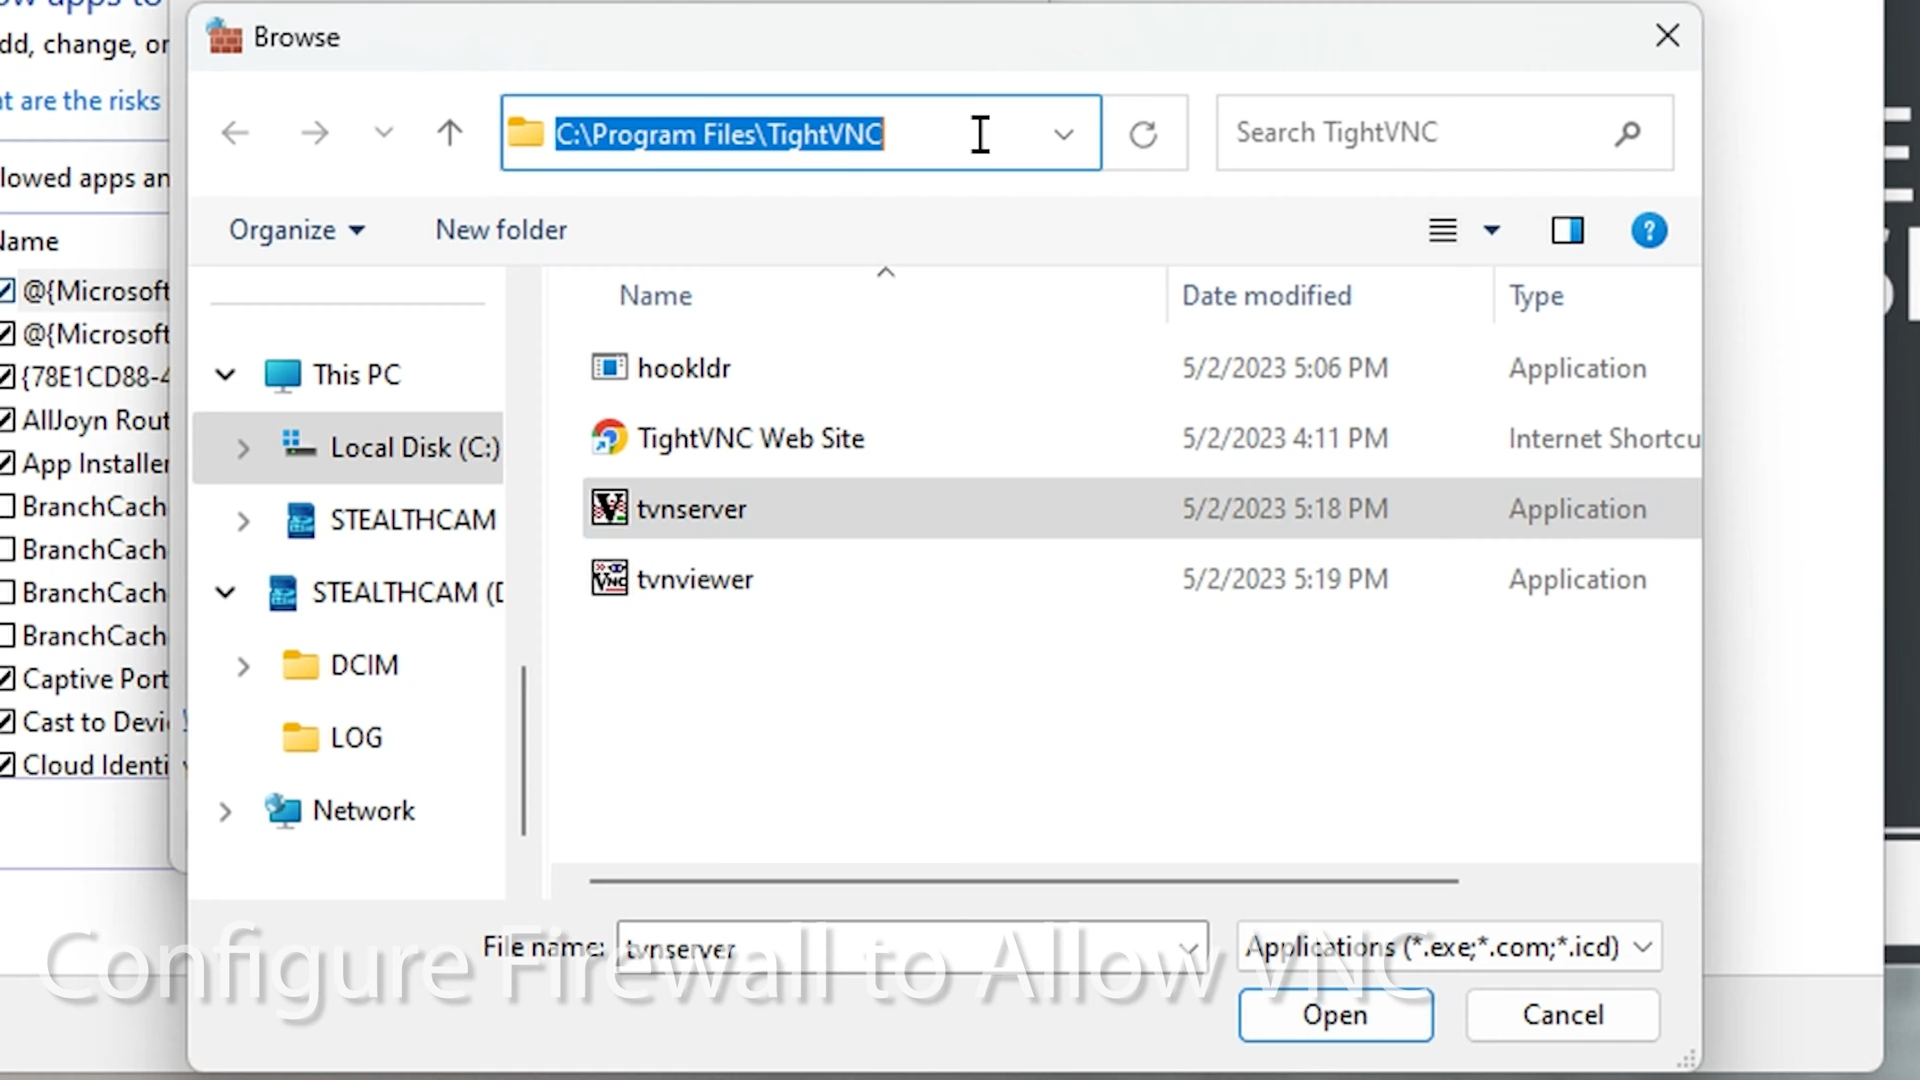 Browse
dd, change, or
at are the risks
C:\Program Files\TightVNC
Search TightVNC
lowed apps an
Organize
New folder
Name
@{Microsoft
@{Microsoft
{78E1CD88-4
AllJoyn Rout
App Installer
BranchCach
BranchCach
BranchCach
BranchCach
Captive Port
Cast to Devi
Cloud Identi
This PC
Local Disk (C:)
STEALTHCAM
STEALTHCAM (D
DCIM
LOG
Network
Name Date modified Type
hookldr 5/2/2023 5:06 PM Application
TightVNC Web Site 5/2/2023 4:11 PM Internet Shortcu
tvnserver 5/2/2023 5:18 PM Application
tvnviewer 5/2/2023 5:19 PM Application
File name: tvnserver Applications (*.exe;*.com;*.icd)
Configure Firewall to Allow VNC
Open Cancel